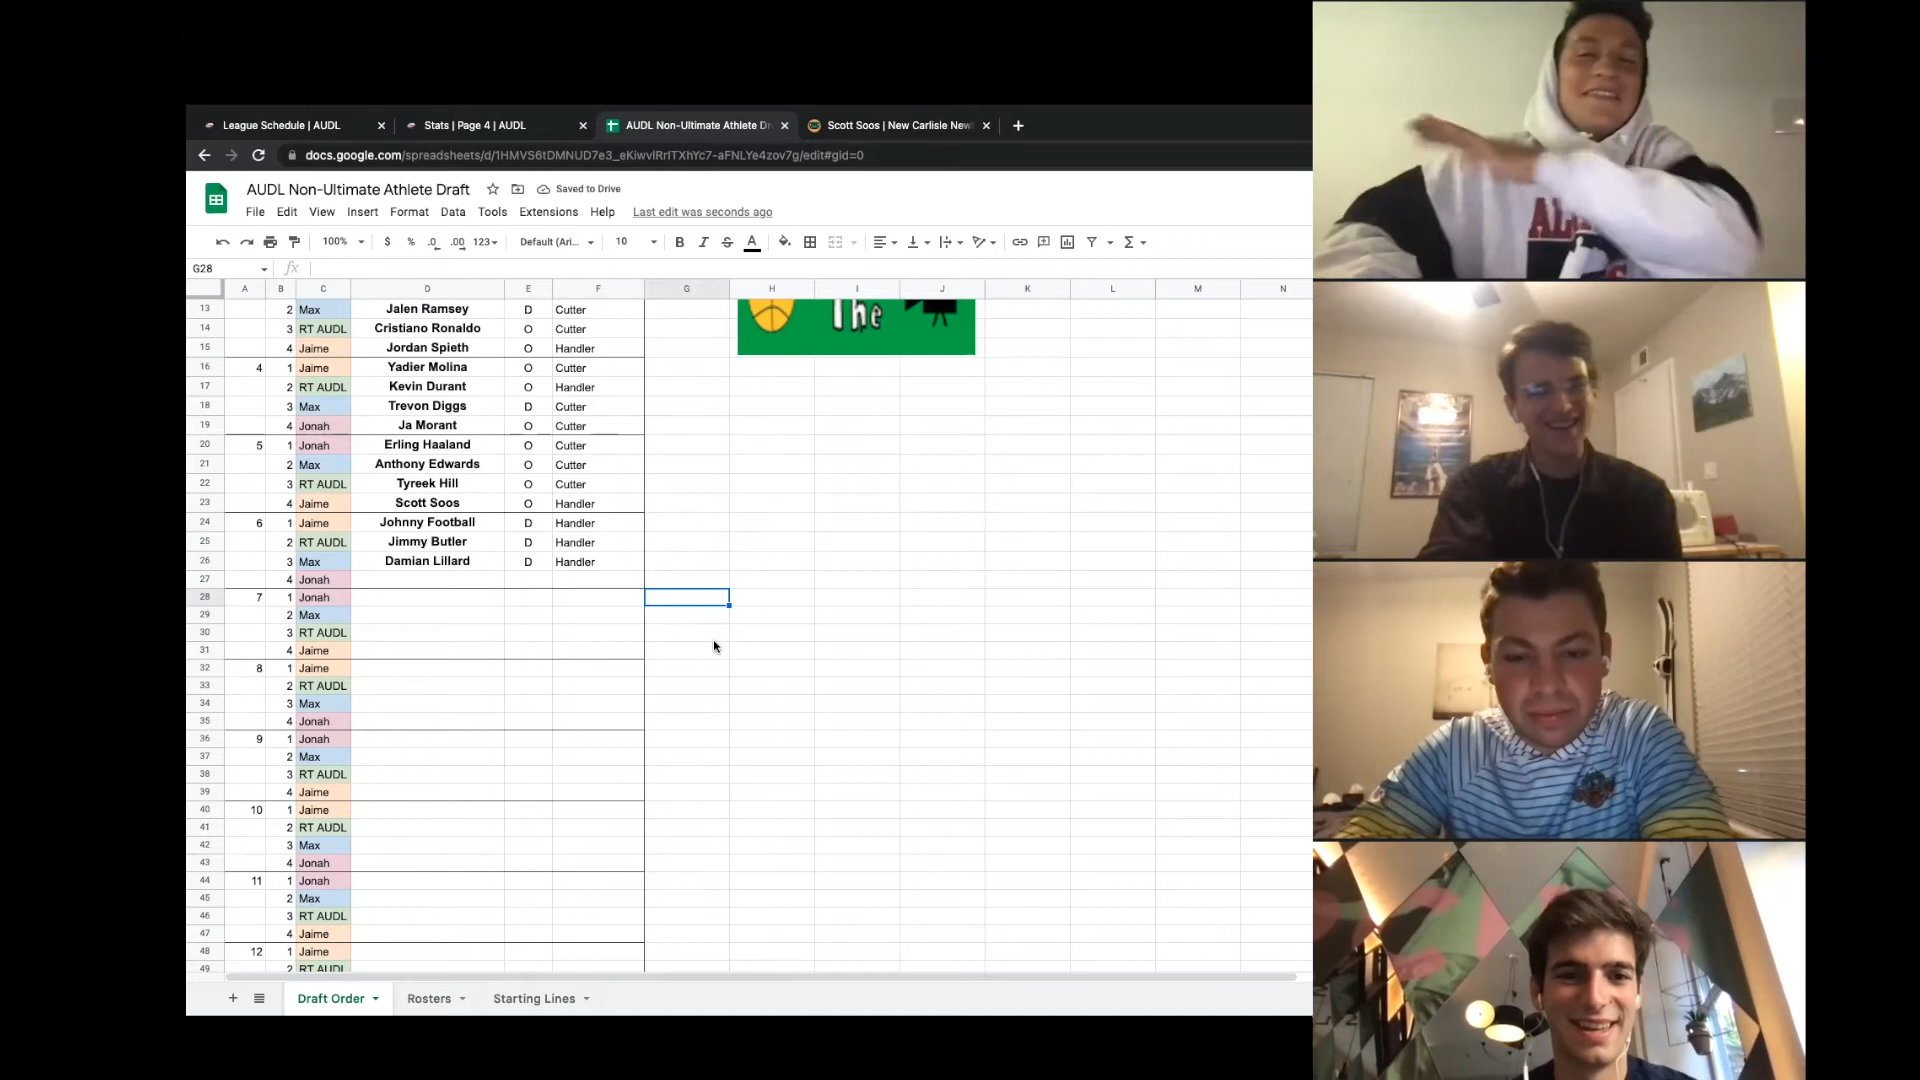 League Schedule | AUDL
Stats | Page 4 | AUDL
AUDL Non-Ultimate Athlete Dr
Scott Soos | New Carlisle New
docs.google.com/spreadsheets/d/1HMVS6tDMNUD7e3_eKiwvlRrITXhYc7-aFNLYe4zov7g/edit#gid=0
AUDL Non-Ultimate Athlete Draft
Saved to Drive
File Edit View Insert Format Data Tools Extensions Help Last edit was seconds ago
100% $ % .0 .00 123 Default (Ari... 10 B I S A
G28 fx
A B C D E F G H I J K L M N
13 2 Max Jalen Ramsey D Cutter
The
14 3 RT AUDL Cristiano Ronaldo O Cutter
15 4 Jaime Jordan Spieth O Handler
16 4 1 Jaime Yadier Molina O Cutter
17 2 RT AUDL Kevin Durant O Handler
18 3 Max Trevon Diggs D Cutter
19 4 Jonah Ja Morant O Cutter
20 5 1 Jonah Erling Haaland O Cutter
21 2 Max Anthony Edwards O Cutter
22 3 RT AUDL Tyreek Hill O Cutter
23 4 Jaime Scott Soos O Handler
24 6 1 Jaime Johnny Football D Handler
25 2 RT AUDL Jimmy Butler D Handler
26 3 Max Damian Lillard D Handler
27 4 Jonah
28 7 1 Jonah
29 2 Max
30 3 RT AUDL
31 4 Jaime
32 8 1 Jaime
33 2 RT AUDL
34 3 Max
35 4 Jonah
36 9 1 Jonah
37 2 Max
38 3 RT AUDL
39 4 Jaime
40 10 1 Jaime
41 2 RT AUDL
42 3 Max
43 4 Jonah
44 11 1 Jonah
45 2 Max
46 3 RT AUDL
47 4 Jaime
48 12 1 Jaime
49 2 RT AUDL
Draft Order Rosters Starting Lines